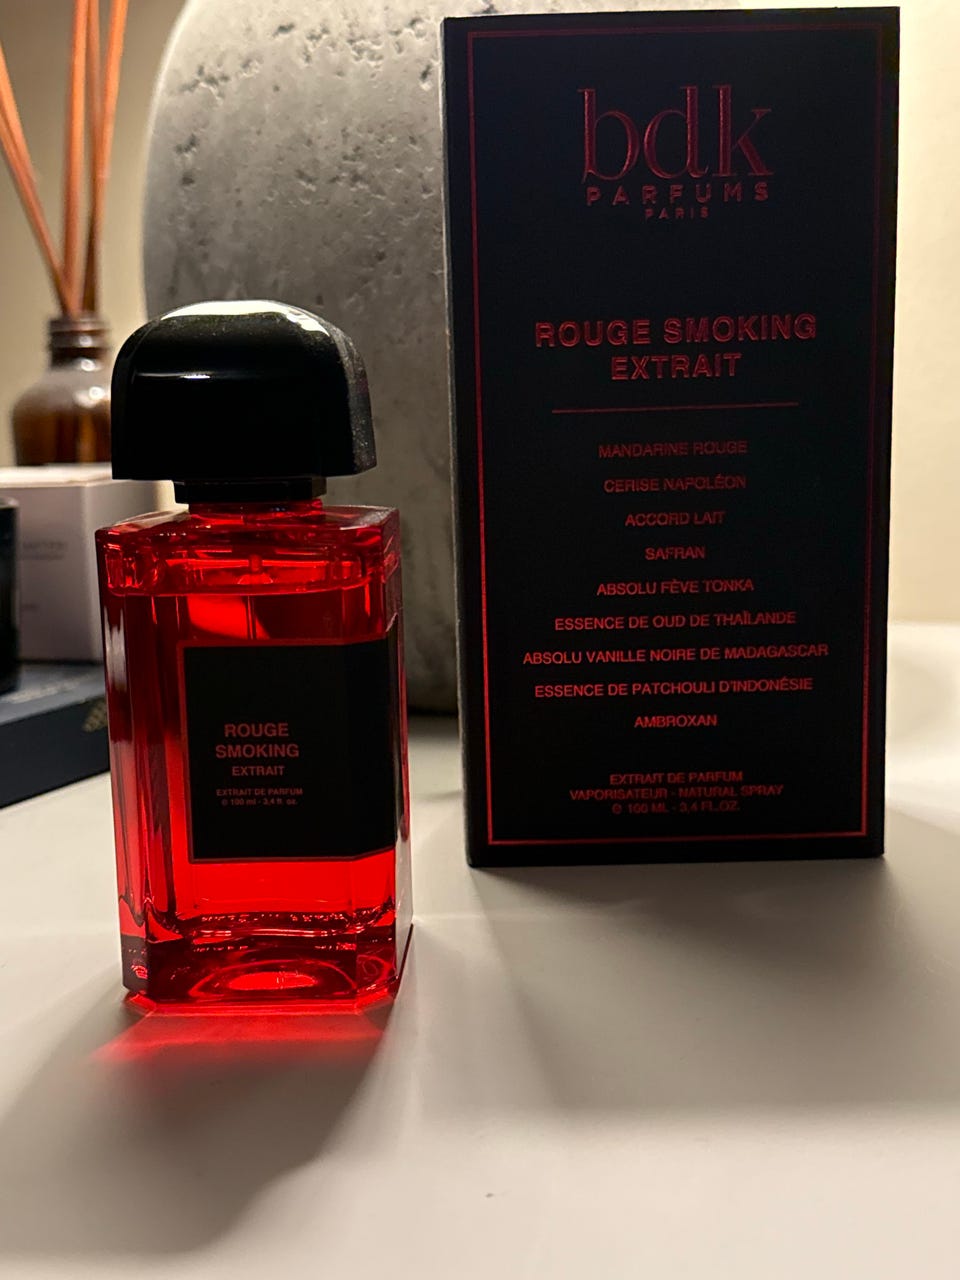 bdk
PARFUMS
PARIS
ROUGE SMOKING
EXTRAIT
MANDARINE ROUGE
CERISE NAPOLÉON
ACCORD LAIT
SAFRAN
ABSOLU FÈVE TONKA
ESSENCE DE OUD DE THAÏLANDE
ABSOLU VANILLE NOIRE DE MADAGASCAR
ESSENCE DE PATCHOULI D'INDONÉSIE
AMBROXAN
EXTRAIT DE PARFUM
VAPORISATEUR - NATURAL SPRAY
℮ 100 ML - 3,4 FL.OZ.
ROUGE
SMOKING
EXTRAIT
EXTRAIT DE PARFUM
℮ 100 ml - 3,4 fl. oz.